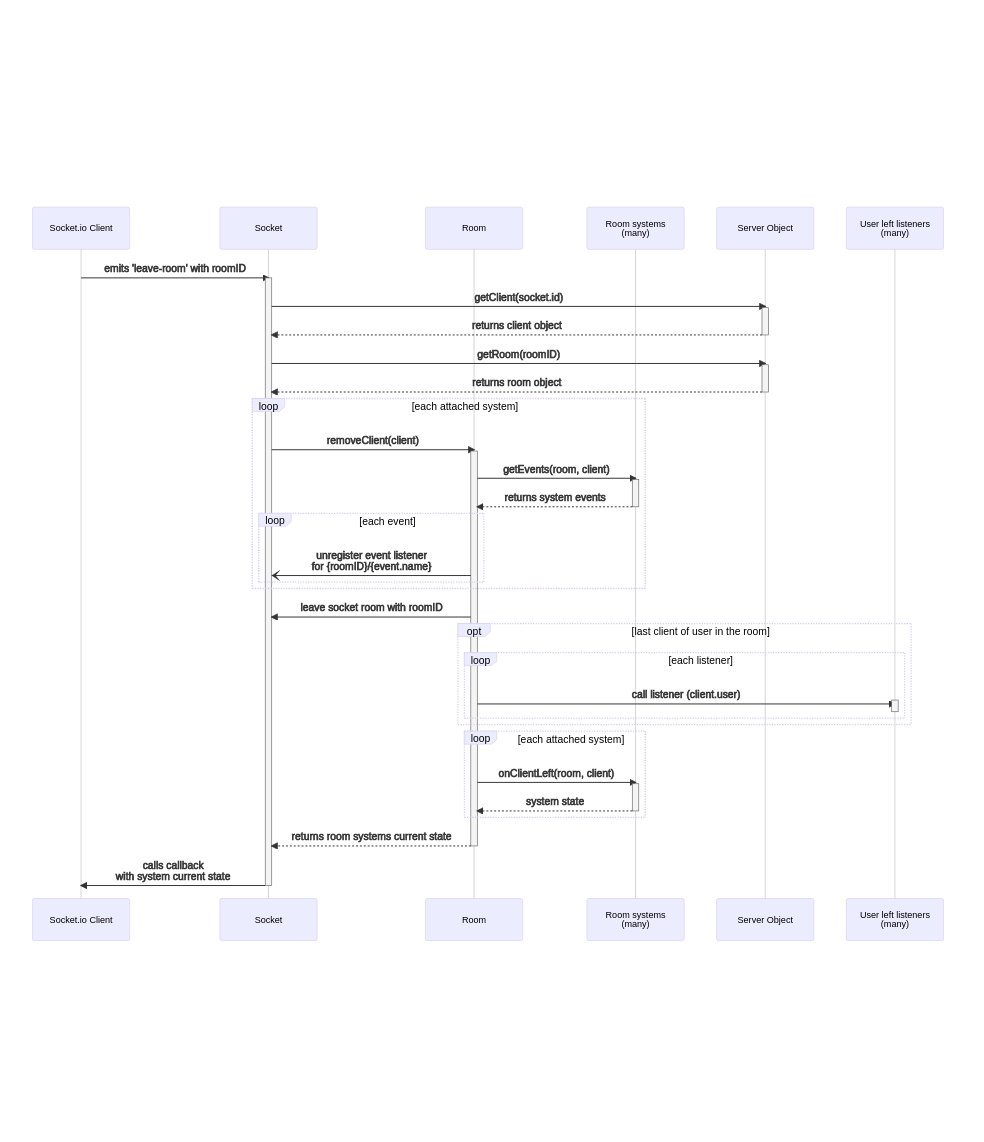 Socket.io Client
Socket
Room
Room systems
(many)
Server Object
User left listeners
(many)
emits 'leave-room' with roomID
getClient(socket.id)
returns client object
getRoom(roomID)
returns room object
loop
[each attached system]
removeClient(client)
getEvents(room, client)
returns system events
loop
[each event]
unregister event listener
for {roomID}/{event.name}
leave socket room with roomID
opt
[last client of user in the room]
loop
[each listener]
call listener (client.user)
loop
[each attached system]
onClientLeft(room, client)
system state
returns room systems current state
calls callback
with system current state
Socket.io Client
Socket
Room
Room systems
(many)
Server Object
User left listeners
(many)